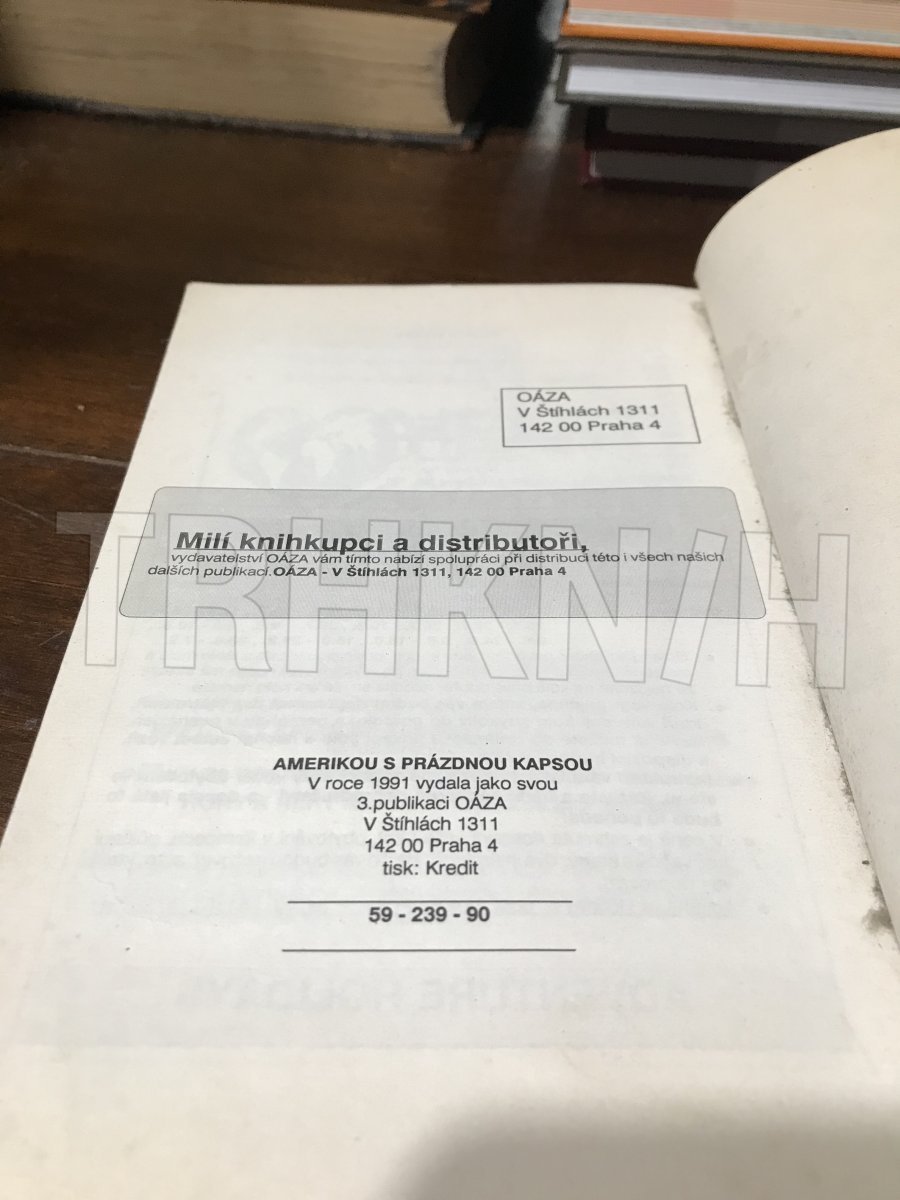 OÁZA
V Štíhlách 1311
142 00 Praha 4
Milí knihkupci a distributoři,
vydavatelství OÁZA vám tímto nabízí spolupráci při distribuci této i všech našich
dalších publikací. OÁZA - V Štíhlách 1311, 142 00 Praha 4
TRHKNIH
AMERIKOU S PRÁZDNOU KAPSOU
V roce 1991 vydala jako svou
3.publikaci OÁZA
V Štíhlách 1311
142 00 Praha 4
tisk: Kredit
59 - 239 - 90